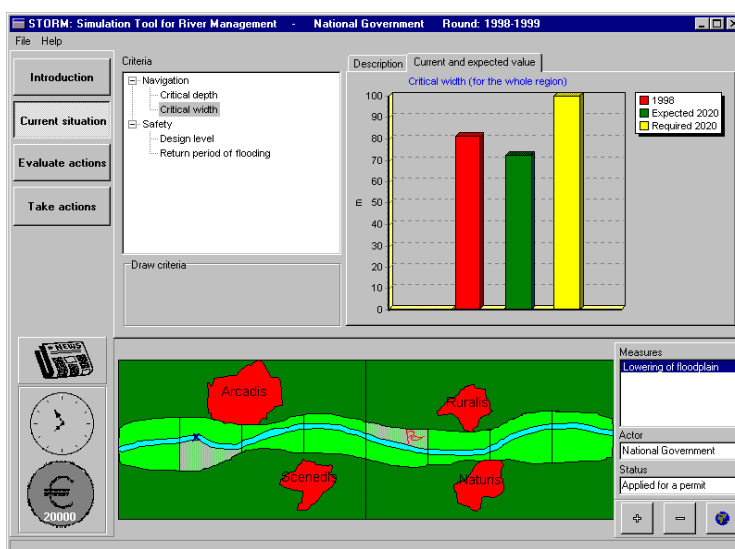 STORM: Simulation Tool for River Management - National Government Round: 1998-1999
File Help
Introduction
Current situation
Evaluate actions
Take actions
Criteria
Navigation
Critical depth
Critical width
Safety
Design level
Return period of flooding
Draw criteria
Description
Current and expected value
Critical width (for the whole region)
100
90
80
70
60
50
40
30
20
10
0
m
1998
Expected 2020
Required 2020
NEWS
€
20000
Arcadis
Ruralis
Scenedis
Naturis
Measures
Lowering of floodplain
Actor
National Government
Status
Applied for a permit